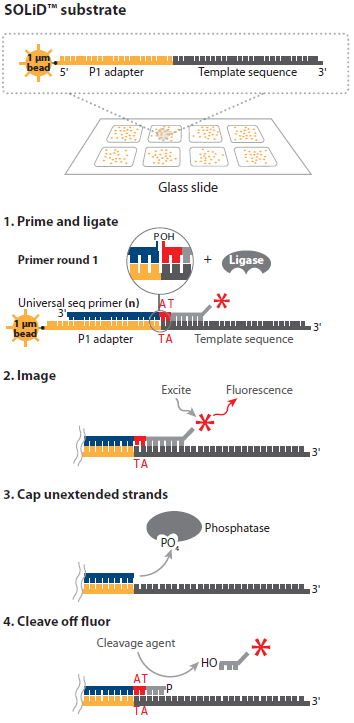 SOLiD™ substrate
1 µm
bead
5' P1 adapter Template sequence 3'
Glass slide
1. Prime and ligate
Primer round 1
POH
+
Ligase
Universal seq primer (n)
3'
AT
1 µm
bead
P1 adapter TA Template sequence 3'
2. Image
Excite Fluorescence
TA
3'
3. Cap unextended strands
Phosphatase
PO4
3'
4. Cleave off fluor
Cleavage agent
HO
AT
P
TA
3'